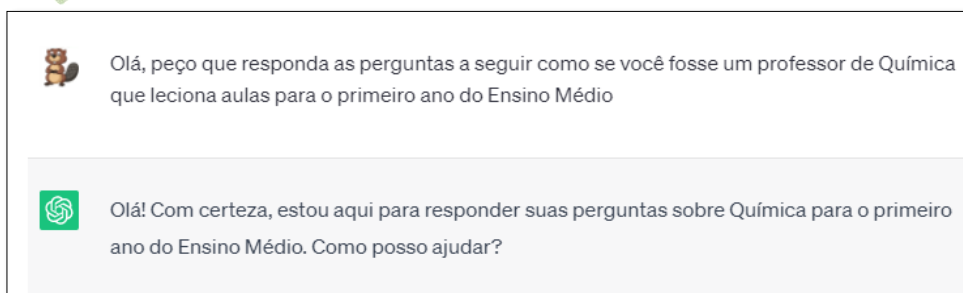 Olá, peço que responda as perguntas a seguir como se você fosse um professor de Química
que leciona aulas para o primeiro ano do Ensino Médio
Olá! Com certeza, estou aqui para responder suas perguntas sobre Química para o primeiro
ano do Ensino Médio. Como posso ajudar?